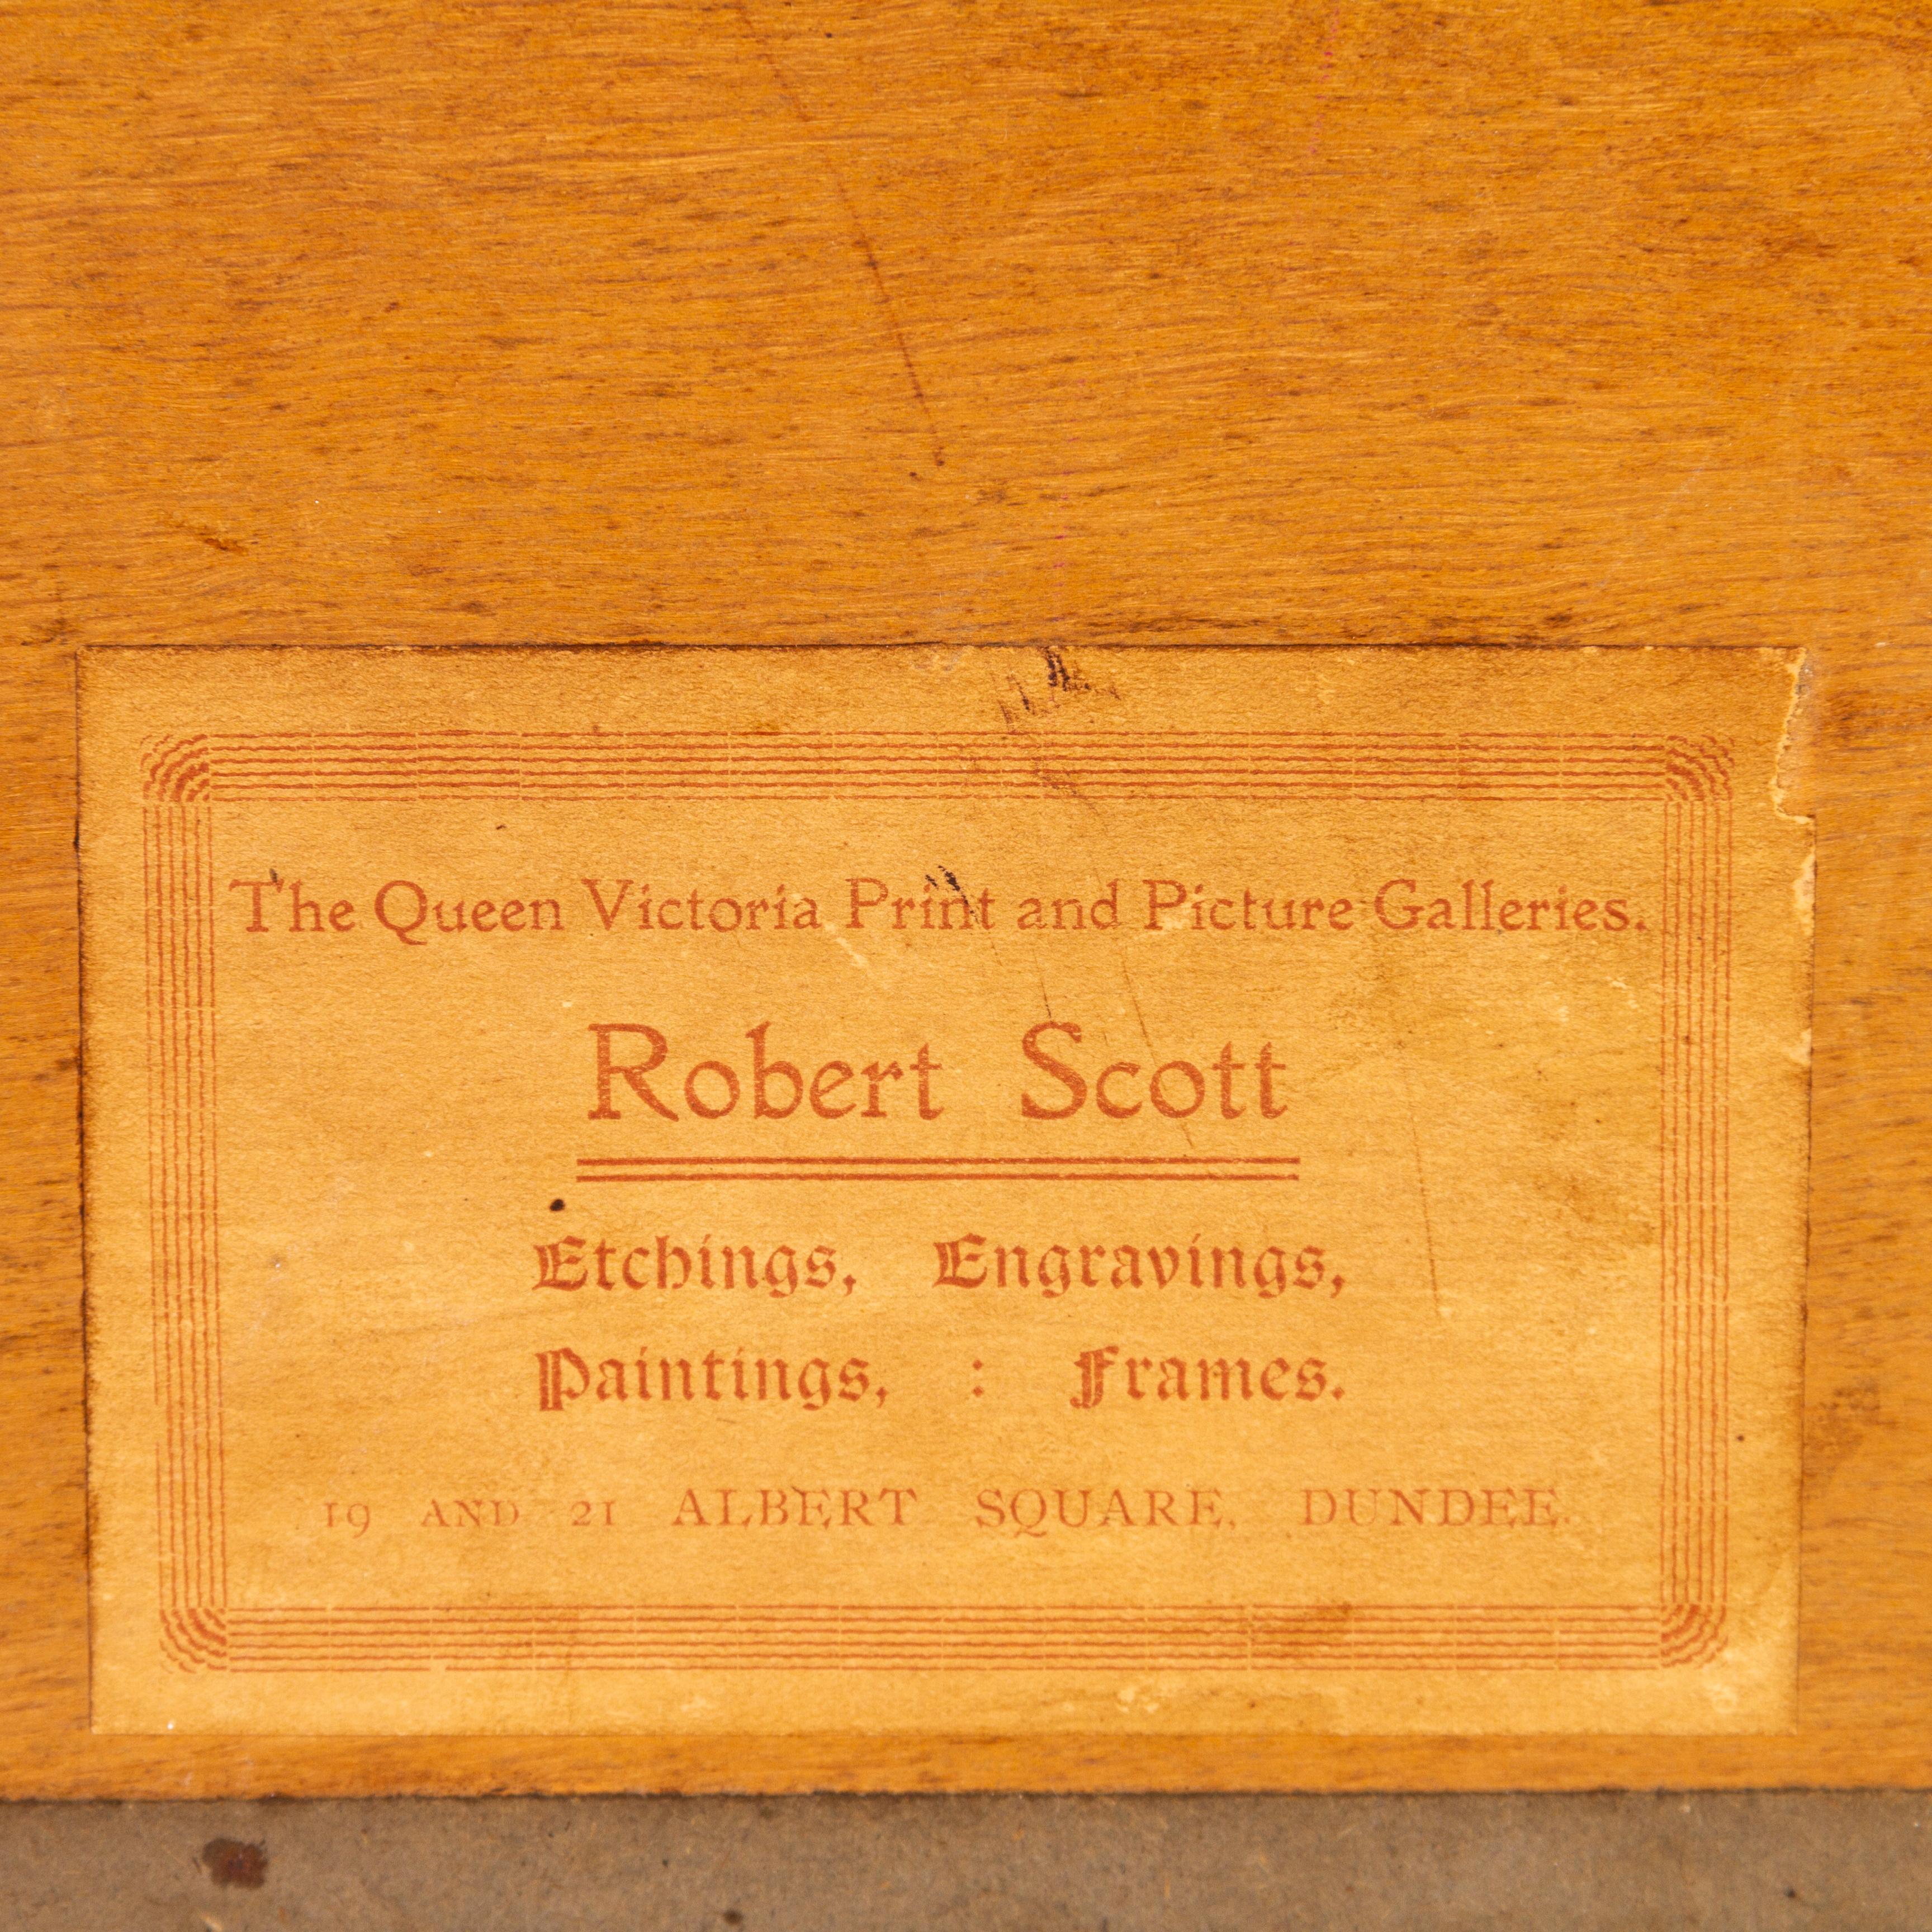 The Queen Victoria Print and Picture Galleries.
Robert Scott
Etchings, Engravings,
Paintings, : Frames.
19 AND 21 ALBERT SQUARE, DUNDEE.